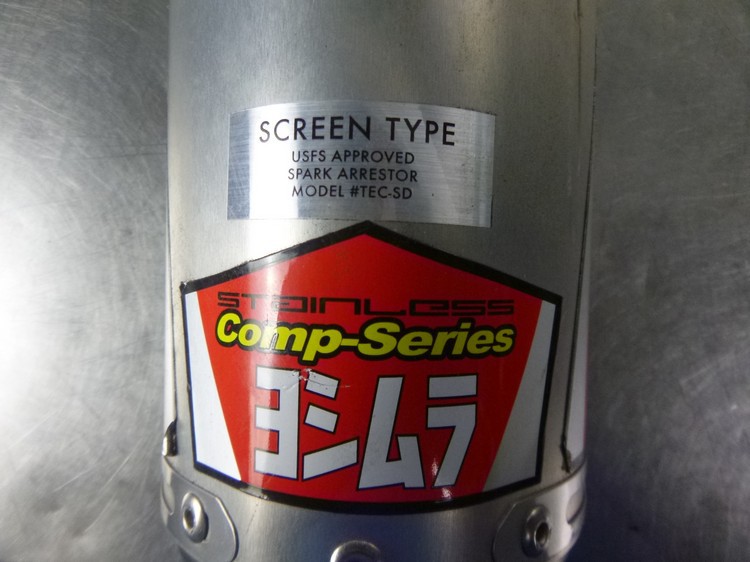 SCREEN TYPE
USFS APPROVED
SPARK ARRESTOR
MODEL #TEC-SD
STAINLESS
Comp-Series
ヨシムラ